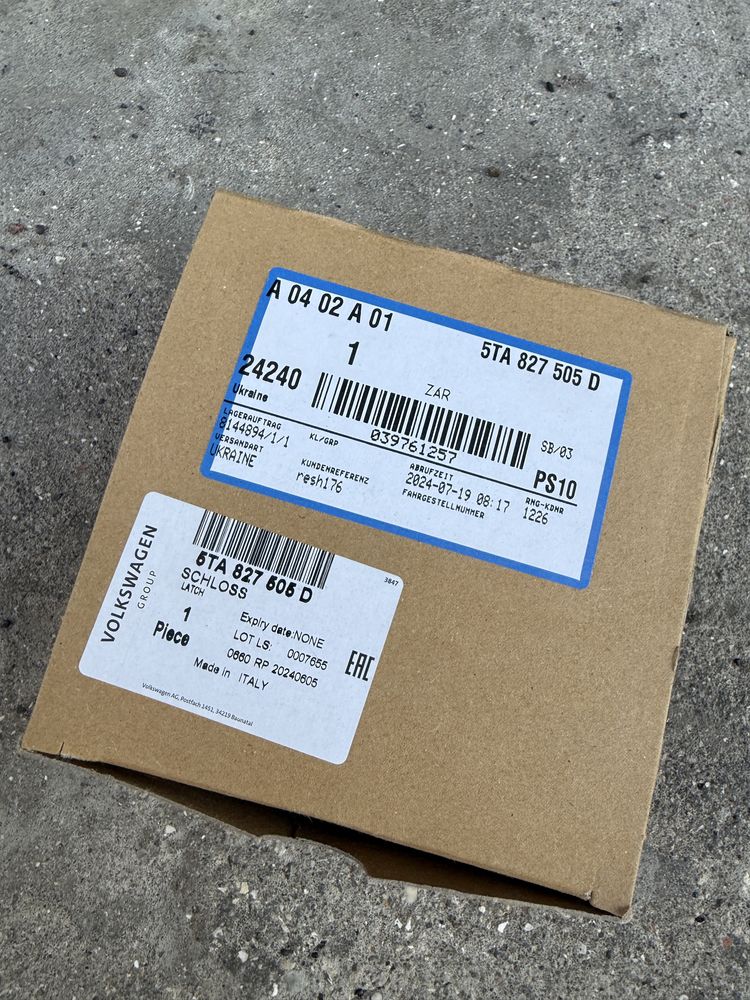 A 04 02 A 01
1
5TA 827 505 D
24240
ZAR
Ukraine
039761257
SB/03
LAGERAUFTRAG
KL/GRP
8144894/1/1
PS10
VERSANDART
KUNDENREFERENZ
ABRUFZEIT
RNG-KDNR
UKRAINE
resh176
2024-07-19 08:17
1226
FAHRGESTELLNUMMER
VOLKSWAGEN
GROUP
5TA 827 505 D
3847
SCHLOSS
LATCH
1
Piece
Expiry date:NONE
LOT LS: 0007655
0660 RP 20240605
Made in ITALY
EAC
Volkswagen AG, Postfach 1451, 34219 Baunatal